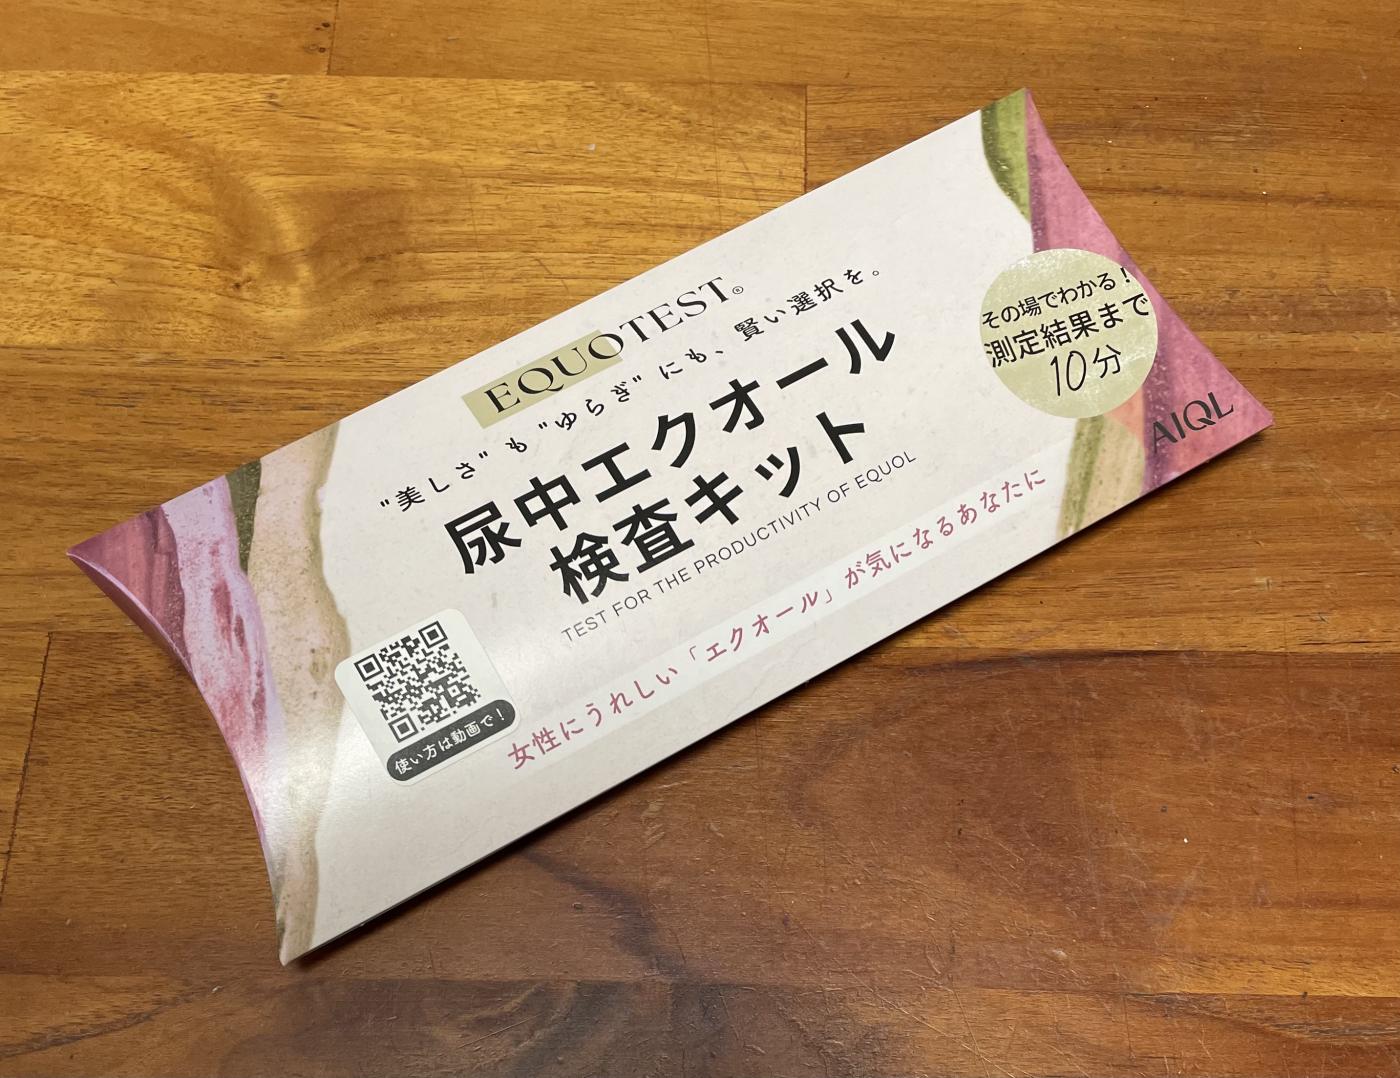 EQUOTEST®
"美しさ"も"ゆらぎ"にも、賢い選択を。
尿中エクオール
検査キット
TEST FOR THE PRODUCTIVITY OF EQUOL
女性にうれしい「エクオール」が気になるあなたに
使い方は動画で!
その場でわかる!
測定結果まで
10分
AIQL